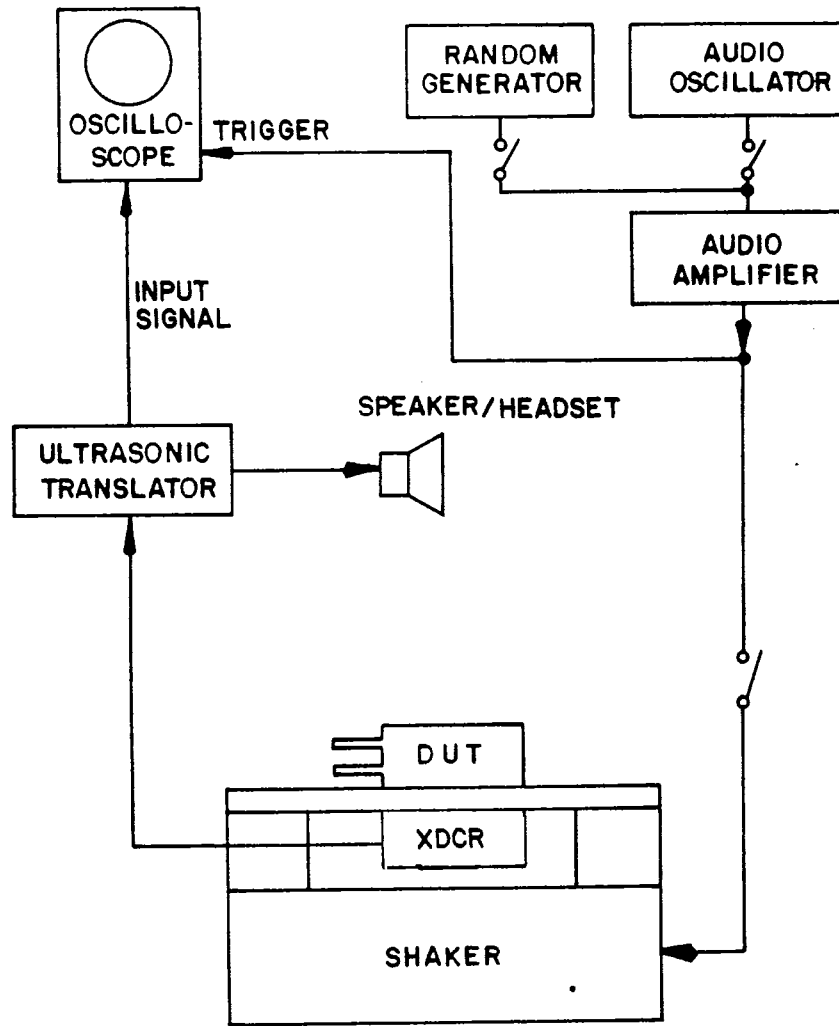 RANDOM
GENERATOR
AUDIO
OSCILLATOR
OSCILLO-
SCOPE
TRIGGER
AUDIO
AMPLIFIER
INPUT
SIGNAL
SPEAKER/HEADSET
ULTRASONIC
TRANSLATOR
DUT
XDCR
SHAKER